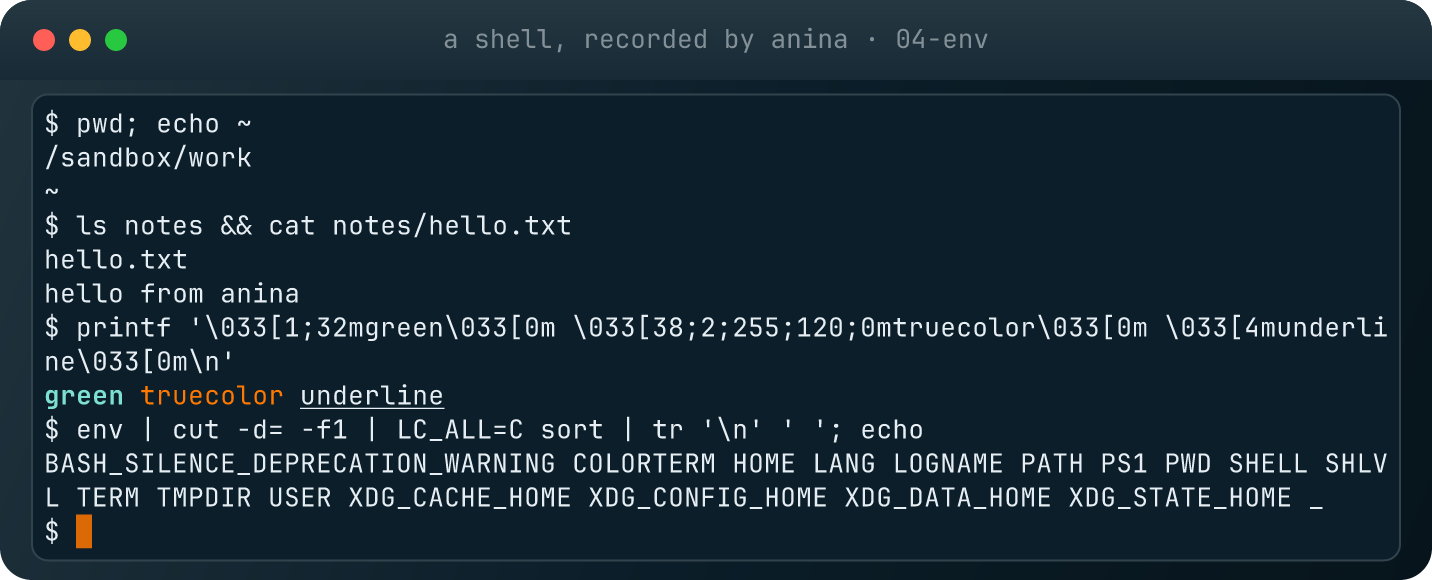 a shell, recorded by anina · 04-env
$ pwd; echo ~
/sandbox/work
~
$ ls notes && cat notes/hello.txt
hello.txt
hello from anina
$ printf '\033[1;32mgreen\033[0m \033[38;2;255;120;0mtruecolor\033[0m \033[4munderli
ne\033[0m\n'
green truecolor underline
$ env | cut -d= -f1 | LC_ALL=C sort | tr '\n' ' '; echo
BASH_SILENCE_DEPRECATION_WARNING COLORTERM HOME LANG LOGNAME PATH PS1 PWD SHELL SHLV
L TERM TMPDIR USER XDG_CACHE_HOME XDG_CONFIG_HOME XDG_DATA_HOME XDG_STATE_HOME _
$